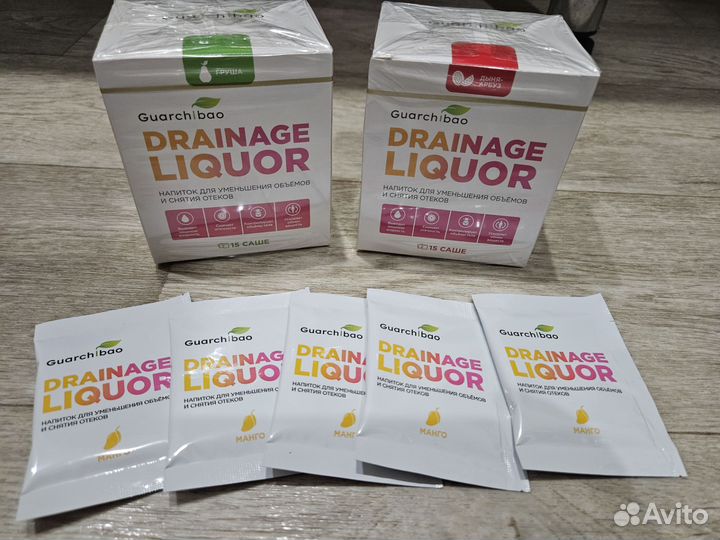 Guarchibao
Guarchibao
ГРУША
Guarchibao
DRAINAGE
LIQUOR
НАПИТОК ДЛЯ УМЕНЬШЕНИЯ ОБЪЁМОВ
И СНЯТИЯ ОТЕКОВ
15 САШЕ
ДЫНЯ-
АРБУЗ
Guarchibao
DRAINAGE
LIQUOR
НАПИТОК ДЛЯ УМЕНЬШЕНИЯ ОБЪЁМОВ
И СНЯТИЯ ОТЕКОВ
15 САШЕ
Guarchibao
DRAINAGE
LIQUOR
НАПИТОК ДЛЯ УМЕНЬШЕНИЯ ОБЪЁМОВ
И СНЯТИЯ ОТЕКОВ
МАНГО
Guarchibao
DRAINAGE
LIQUOR
НАПИТОК ДЛЯ УМЕНЬШЕНИЯ
И СНЯТИЯ ОТЕКОВ
МАНГО
Guarchibao
DRAINAGE
LIQUOR
НАПИТОК ДЛЯ
И СНЯТИЯ ОТЕКОВ
МАНГО
Guarchibao
DRAINAGE
LIQUOR
НАПИТОК ДЛЯ УМЕНЬШЕНИЯ ОБЪЁМОВ
И СНЯТИЯ ОТЕКОВ
МАНГО
Guarchibao
DRAINAGE
LIQUOR
НАПИТОК ДЛЯ УМЕНЬШЕНИЯ ОБЪЁМОВ
И СНЯТИЯ ОТЕКОВ
МАНГО
Avito